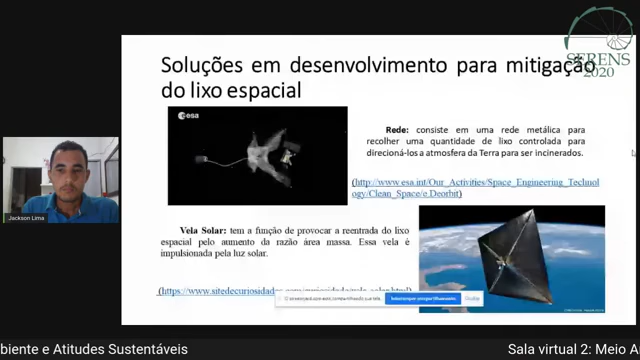 SERENS
2020
Soluções em desenvolvimento para mitigação
do lixo espacial
esa
Rede: consiste em uma rede metálica para
recolher uma quantidade de lixo controlada para
direcioná-los a atmosfera da Terra para ser incinerados.
(http://www.esa.int/Our_Activities/Space_Engineering_Technol
ogy/Clean_Space/e.Deorbit)
Jackson Lima
Vela Solar: tem a função de provocar a reentrada do lixo
espacial pelo aumento da razão área massa. Essa vela é
impulsionada pela luz solar.
(https://www.sitedecuriosidades.
Ocultar
biente e Atitudes Sustentáveis
Sala virtual 2: Meio A